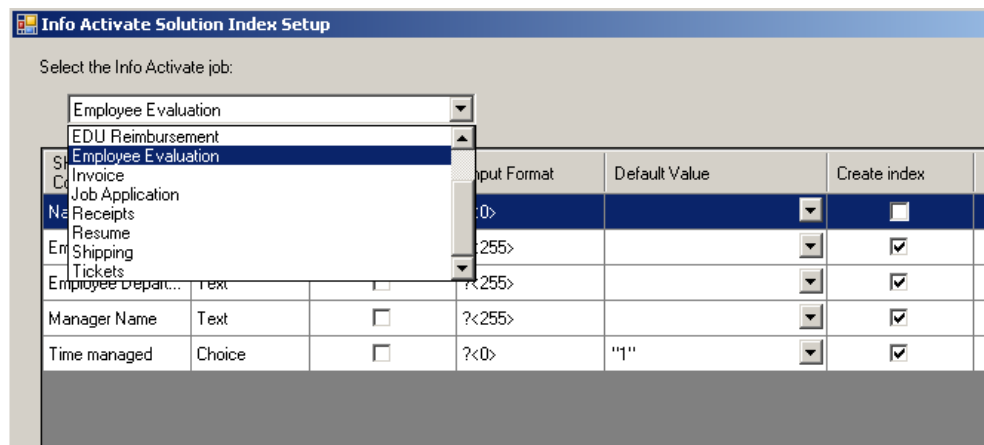 Info Activate Solution Index Setup
Select the Info Activate job:
Employee Evaluation
EDU Reimbursement
Employee Evaluation
Invoice
Job Application
Receipts
Resume
Shipping
Tickets
Input Format Default Value Create index
<0>
?<255>
Employee Depart... Text ?<255>
Manager Name Text ?<255>
Time managed Choice ?<0> "1"